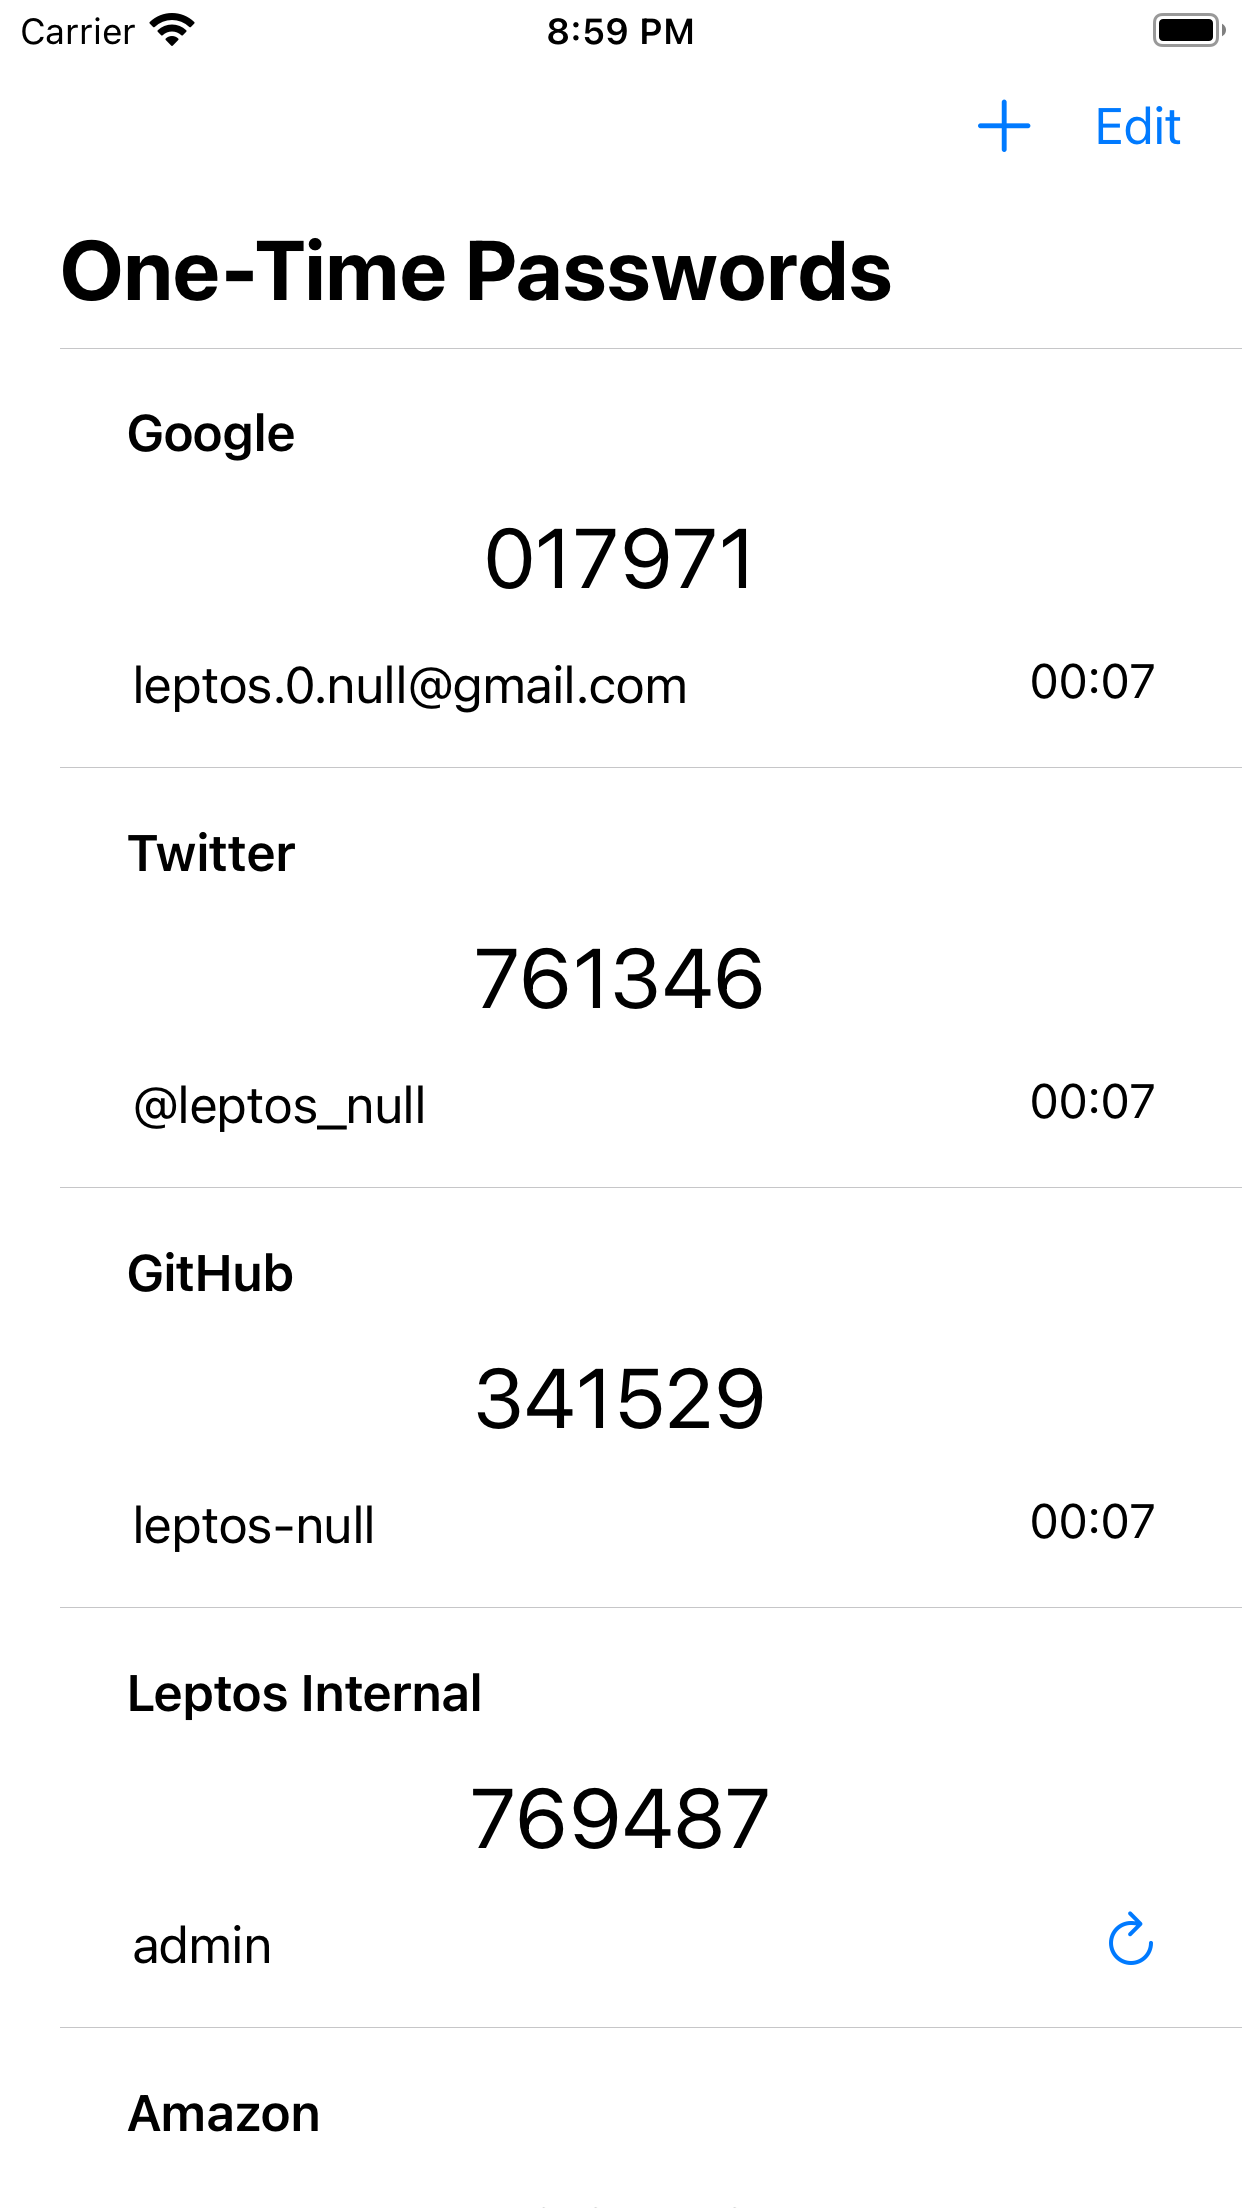 Carrier 8:59 PM
Edit
One-Time Passwords
Google
017971
leptos.0.null@gmail.com 00:07
Twitter
761346
@leptos_null 00:07
GitHub
341529
leptos-null 00:07
Leptos Internal
769487
admin
Amazon